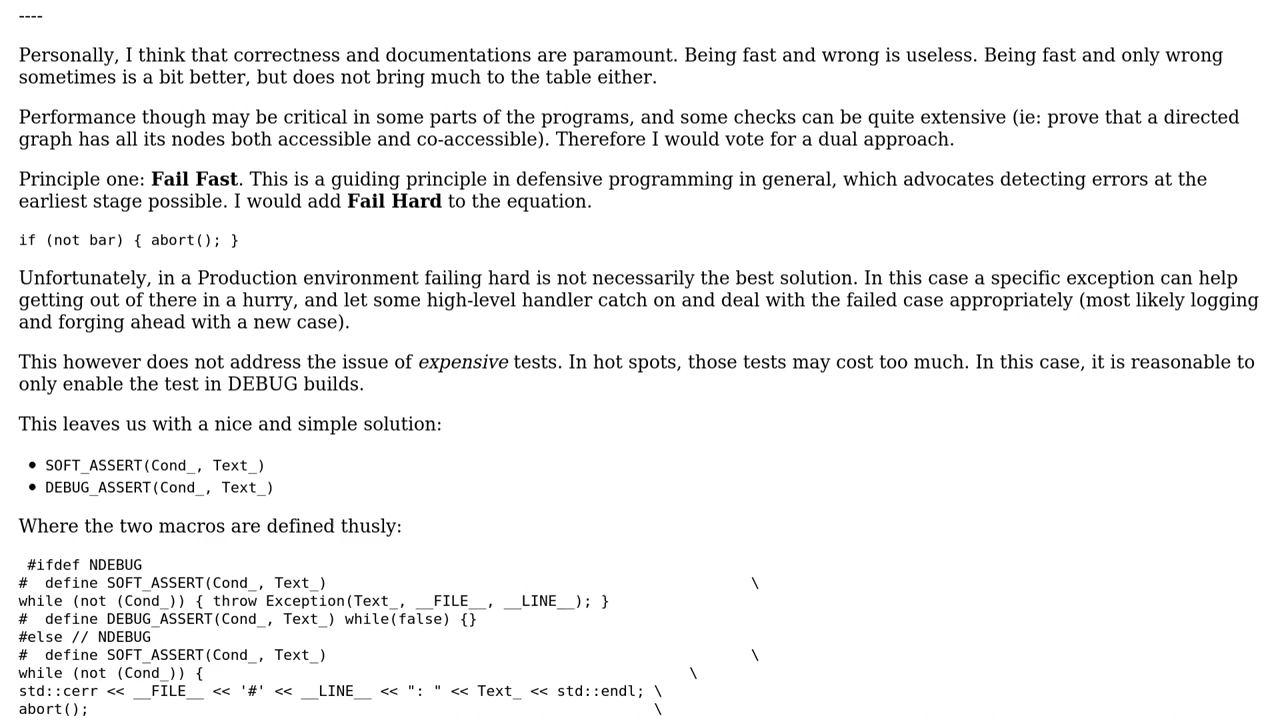 ----
Personally, I think that correctness and documentations are paramount. Being fast and wrong is useless. Being fast and only wrong
sometimes is a bit better, but does not bring much to the table either.
Performance though may be critical in some parts of the programs, and some checks can be quite extensive (ie: prove that a directed
graph has all its nodes both accessible and co-accessible). Therefore I would vote for a dual approach.
Principle one: Fail Fast. This is a guiding principle in defensive programming in general, which advocates detecting errors at the
earliest stage possible. I would add Fail Hard to the equation.
if (not bar) { abort(); }
Unfortunately, in a Production environment failing hard is not necessarily the best solution. In this case a specific exception can help
getting out of there in a hurry, and let some high-level handler catch on and deal with the failed case appropriately (most likely logging
and forging ahead with a new case).
This however does not address the issue of expensive tests. In hot spots, those tests may cost too much. In this case, it is reasonable to
only enable the test in DEBUG builds.
This leaves us with a nice and simple solution:
• SOFT_ASSERT(Cond_, Text_)
• DEBUG_ASSERT(Cond_, Text_)
Where the two macros are defined thusly:
#ifdef NDEBUG
#  define SOFT_ASSERT(Cond_, Text_)                                                \
while (not (Cond_)) { throw Exception(Text_, __FILE__, __LINE__); }
#  define DEBUG_ASSERT(Cond_, Text_) while(false) {}
#else // NDEBUG
#  define SOFT_ASSERT(Cond_, Text_)                                                \
while (not (Cond_)) {                                                       \
std::cerr << __FILE__ << '#' << __LINE__ << ": " << Text_ << std::endl; \
abort();                                                                \